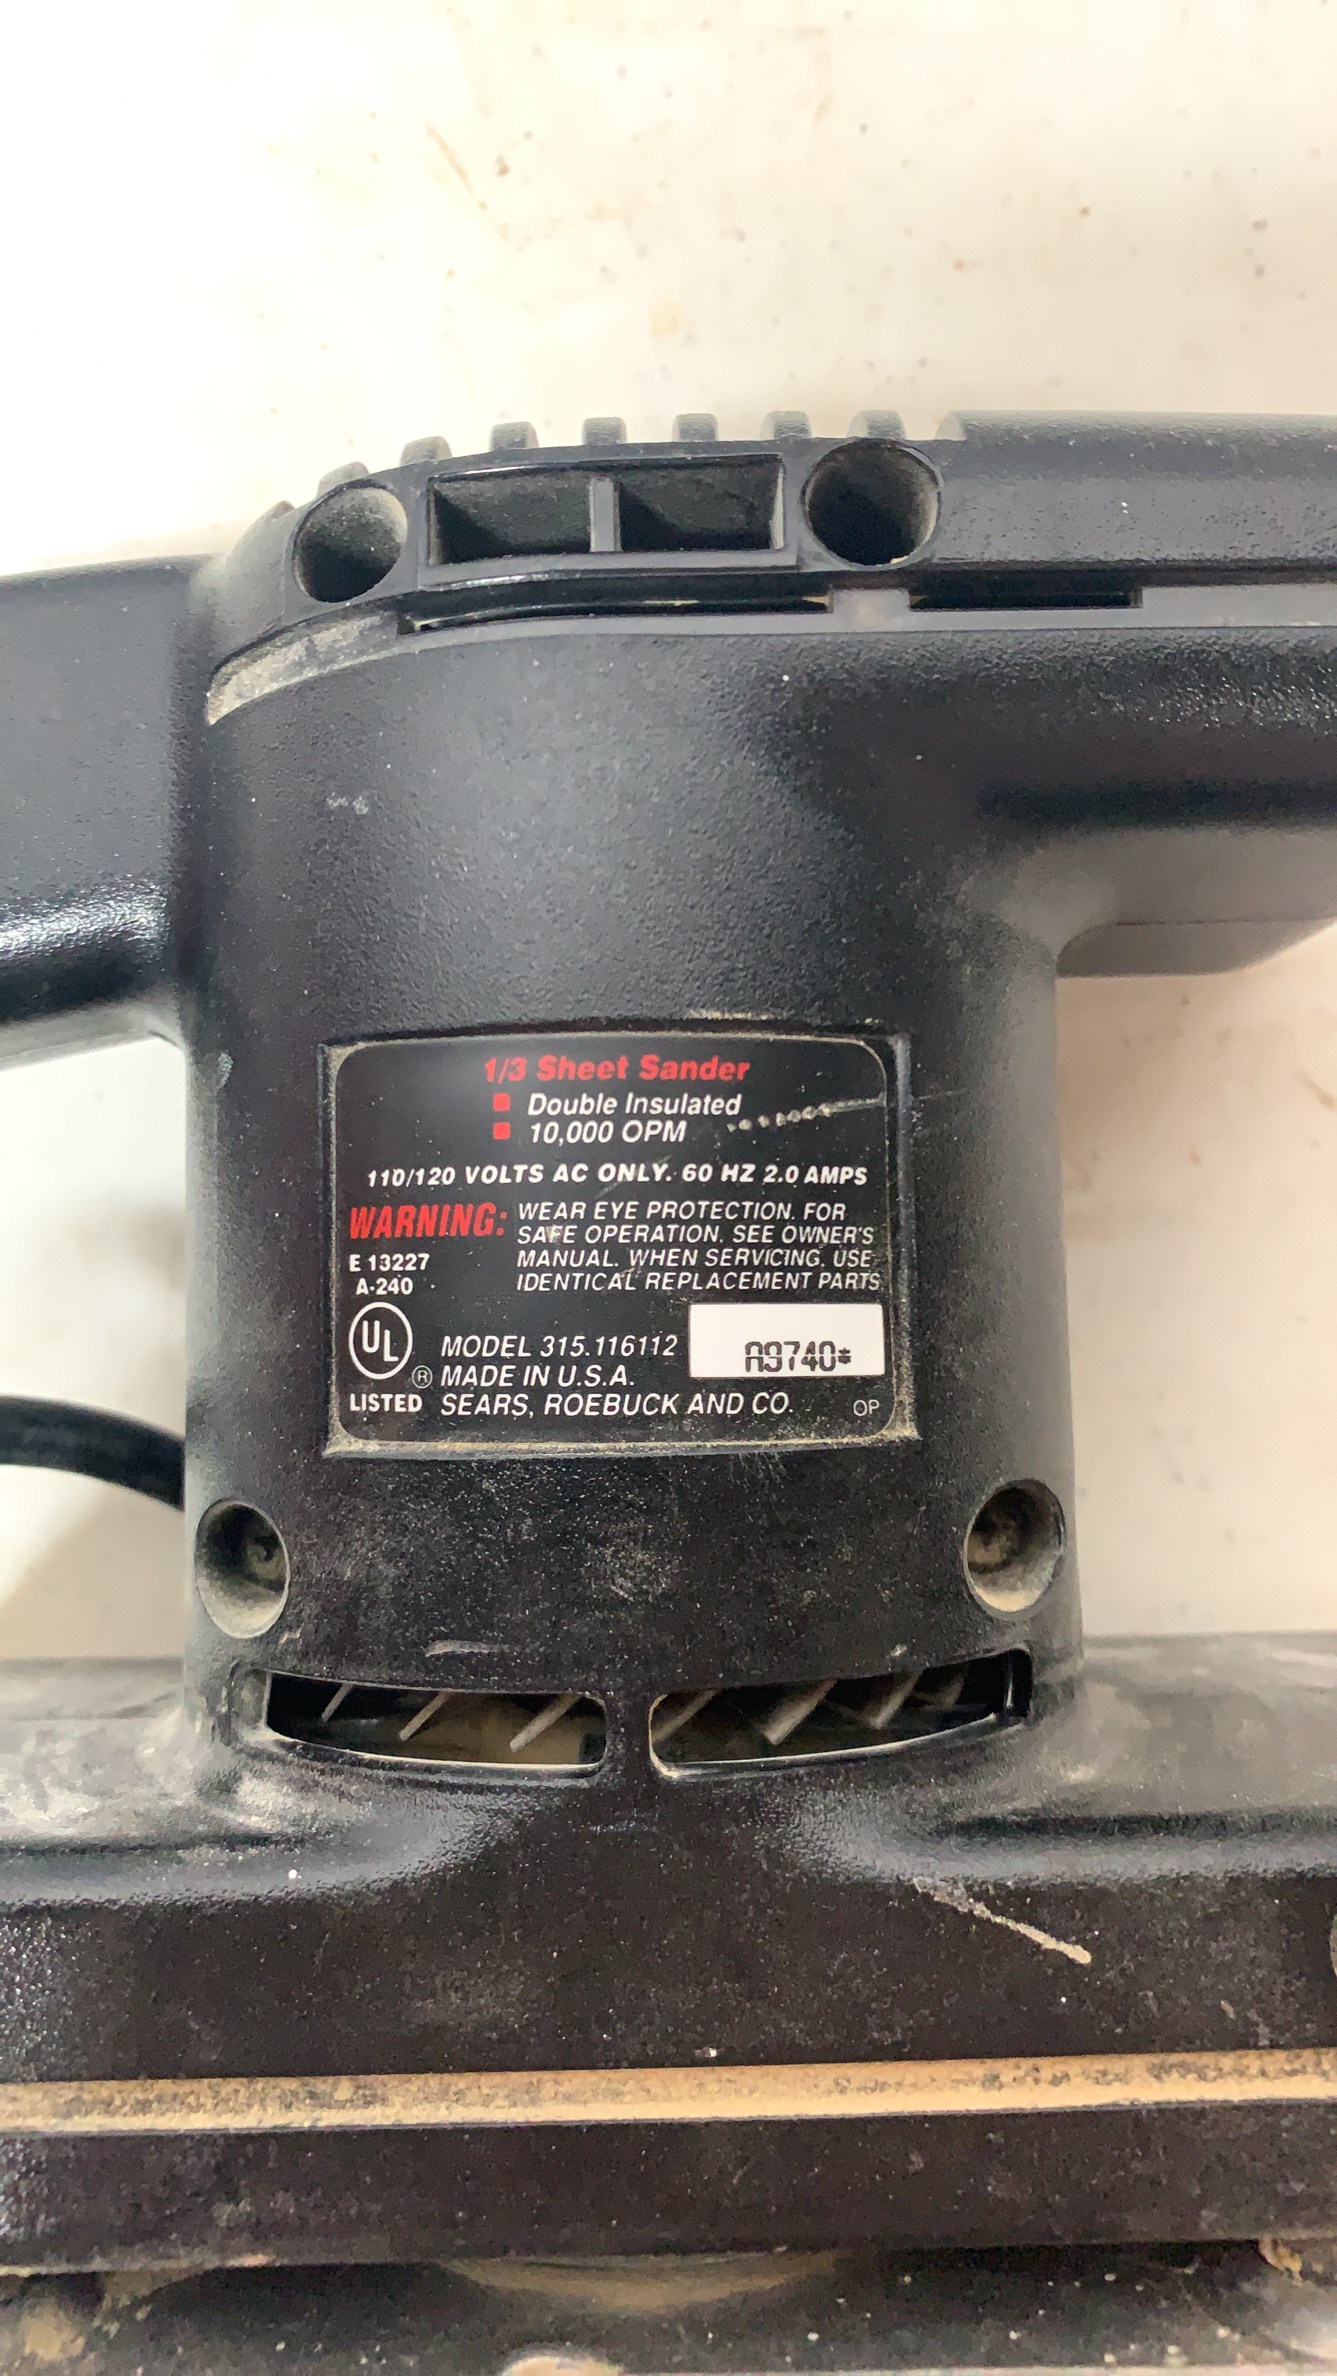 1/3 Sheet Sander
Double Insulated
10,000 OPM
110/120 VOLTS AC ONLY. 60 HZ 2.0 AMPS
WARNING: WEAR EYE PROTECTION. FOR
SAFE OPERATION. SEE OWNER'S
MANUAL. WHEN SERVICING, USE
IDENTICAL REPLACEMENT PARTS
E 13227
A-240
UL
®
LISTED
MODEL 315.116112
A9740*
MADE IN U.S.A.
SEARS, ROEBUCK AND CO.
OP